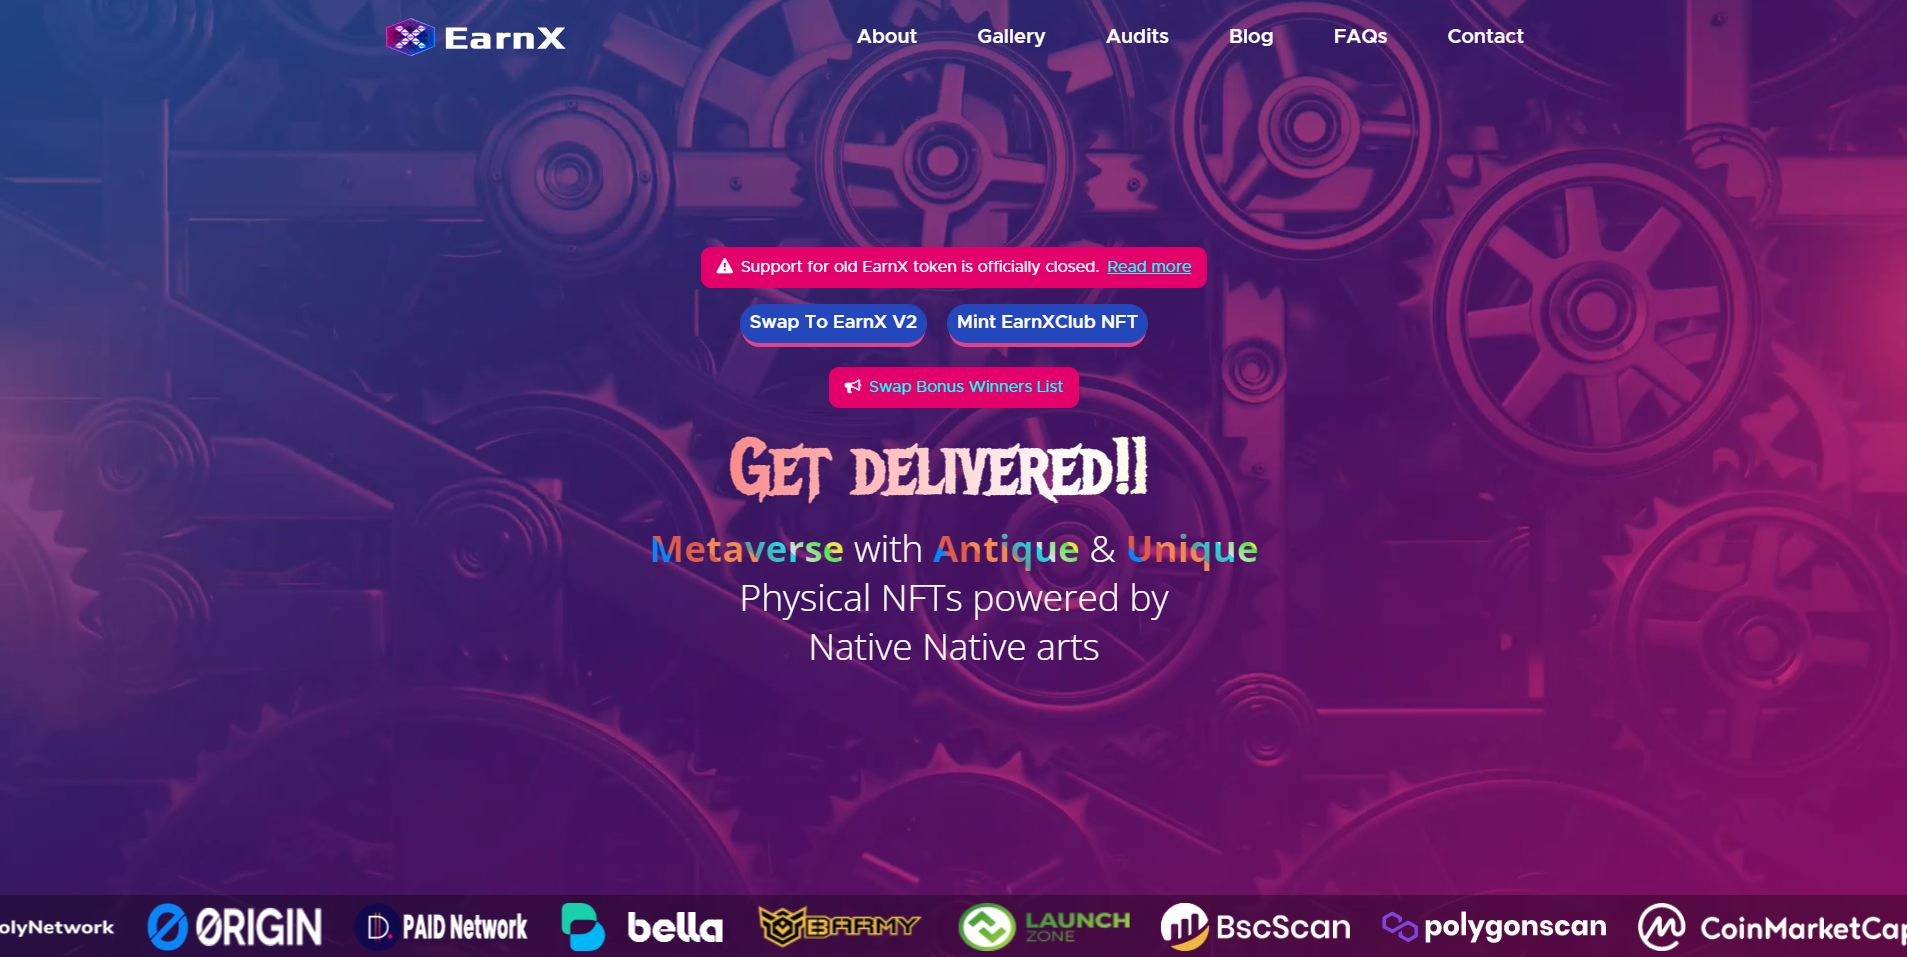 EarnX
About Gallery Audits Blog FAQs Contact
Support for old EarnX token is officially closed. Read more
Swap To EarnX V2 Mint EarnXClub NFT
Swap Bonus Winners List
Get delivered!!
Metaverse with Antique & Unique
Physical NFTs powered by
Native Native arts
olyNetwork ORIGIN PAID Network bella BARMY LAUNCH ZONE BscScan polygonscan CoinMarketCap